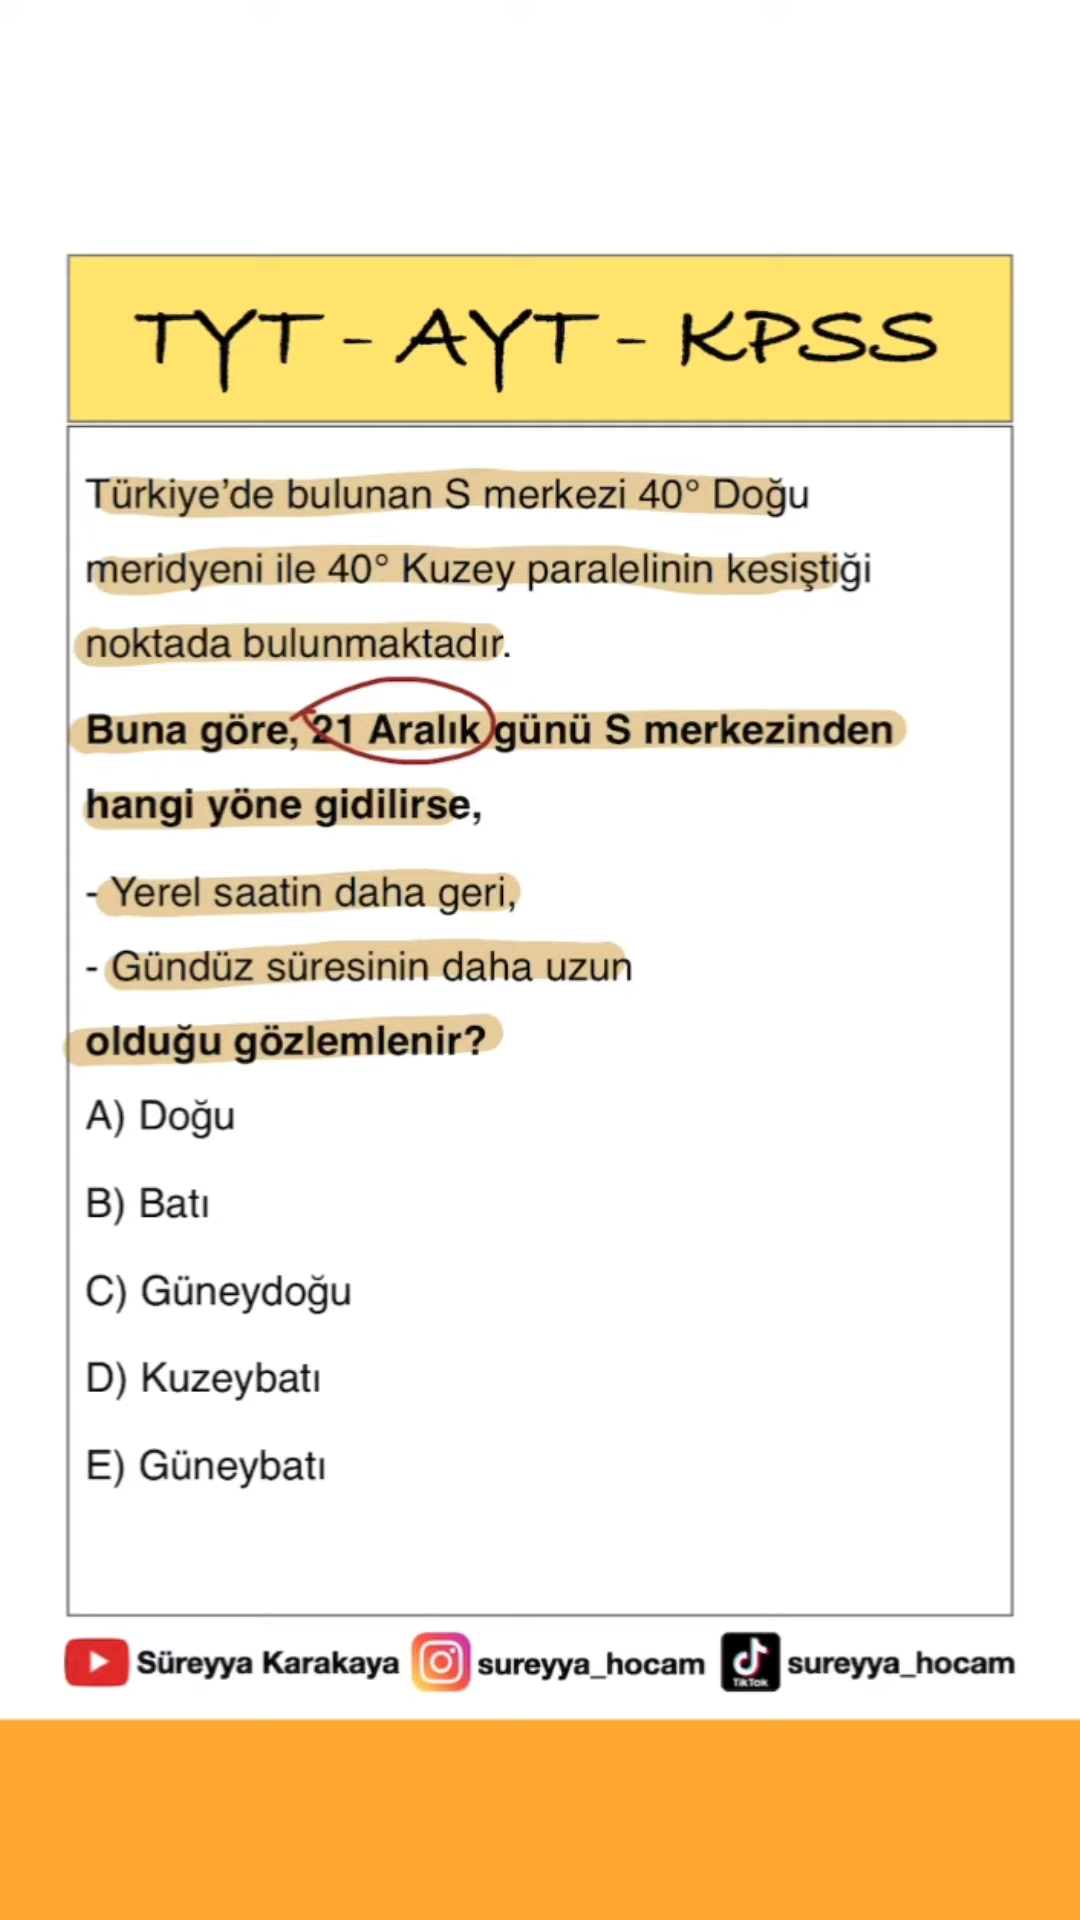 TYT - AYT - KPSS
Türkiye’de bulunan S merkezi 40° Doğu
meridyeni ile 40° Kuzey paralelinin kesiştiği
noktada bulunmaktadır.
Buna göre, 21 Aralık günü S merkezinden
hangi yöne gidilirse,
- Yerel saatin daha geri,
- Gündüz süresinin daha uzun
olduğu gözlemlenir?
A) Doğu
B) Batı
C) Güneydoğu
D) Kuzeybatı
E) Güneybatı
Süreyya Karakaya sureyya_hocam TikTok sureyya_hocam